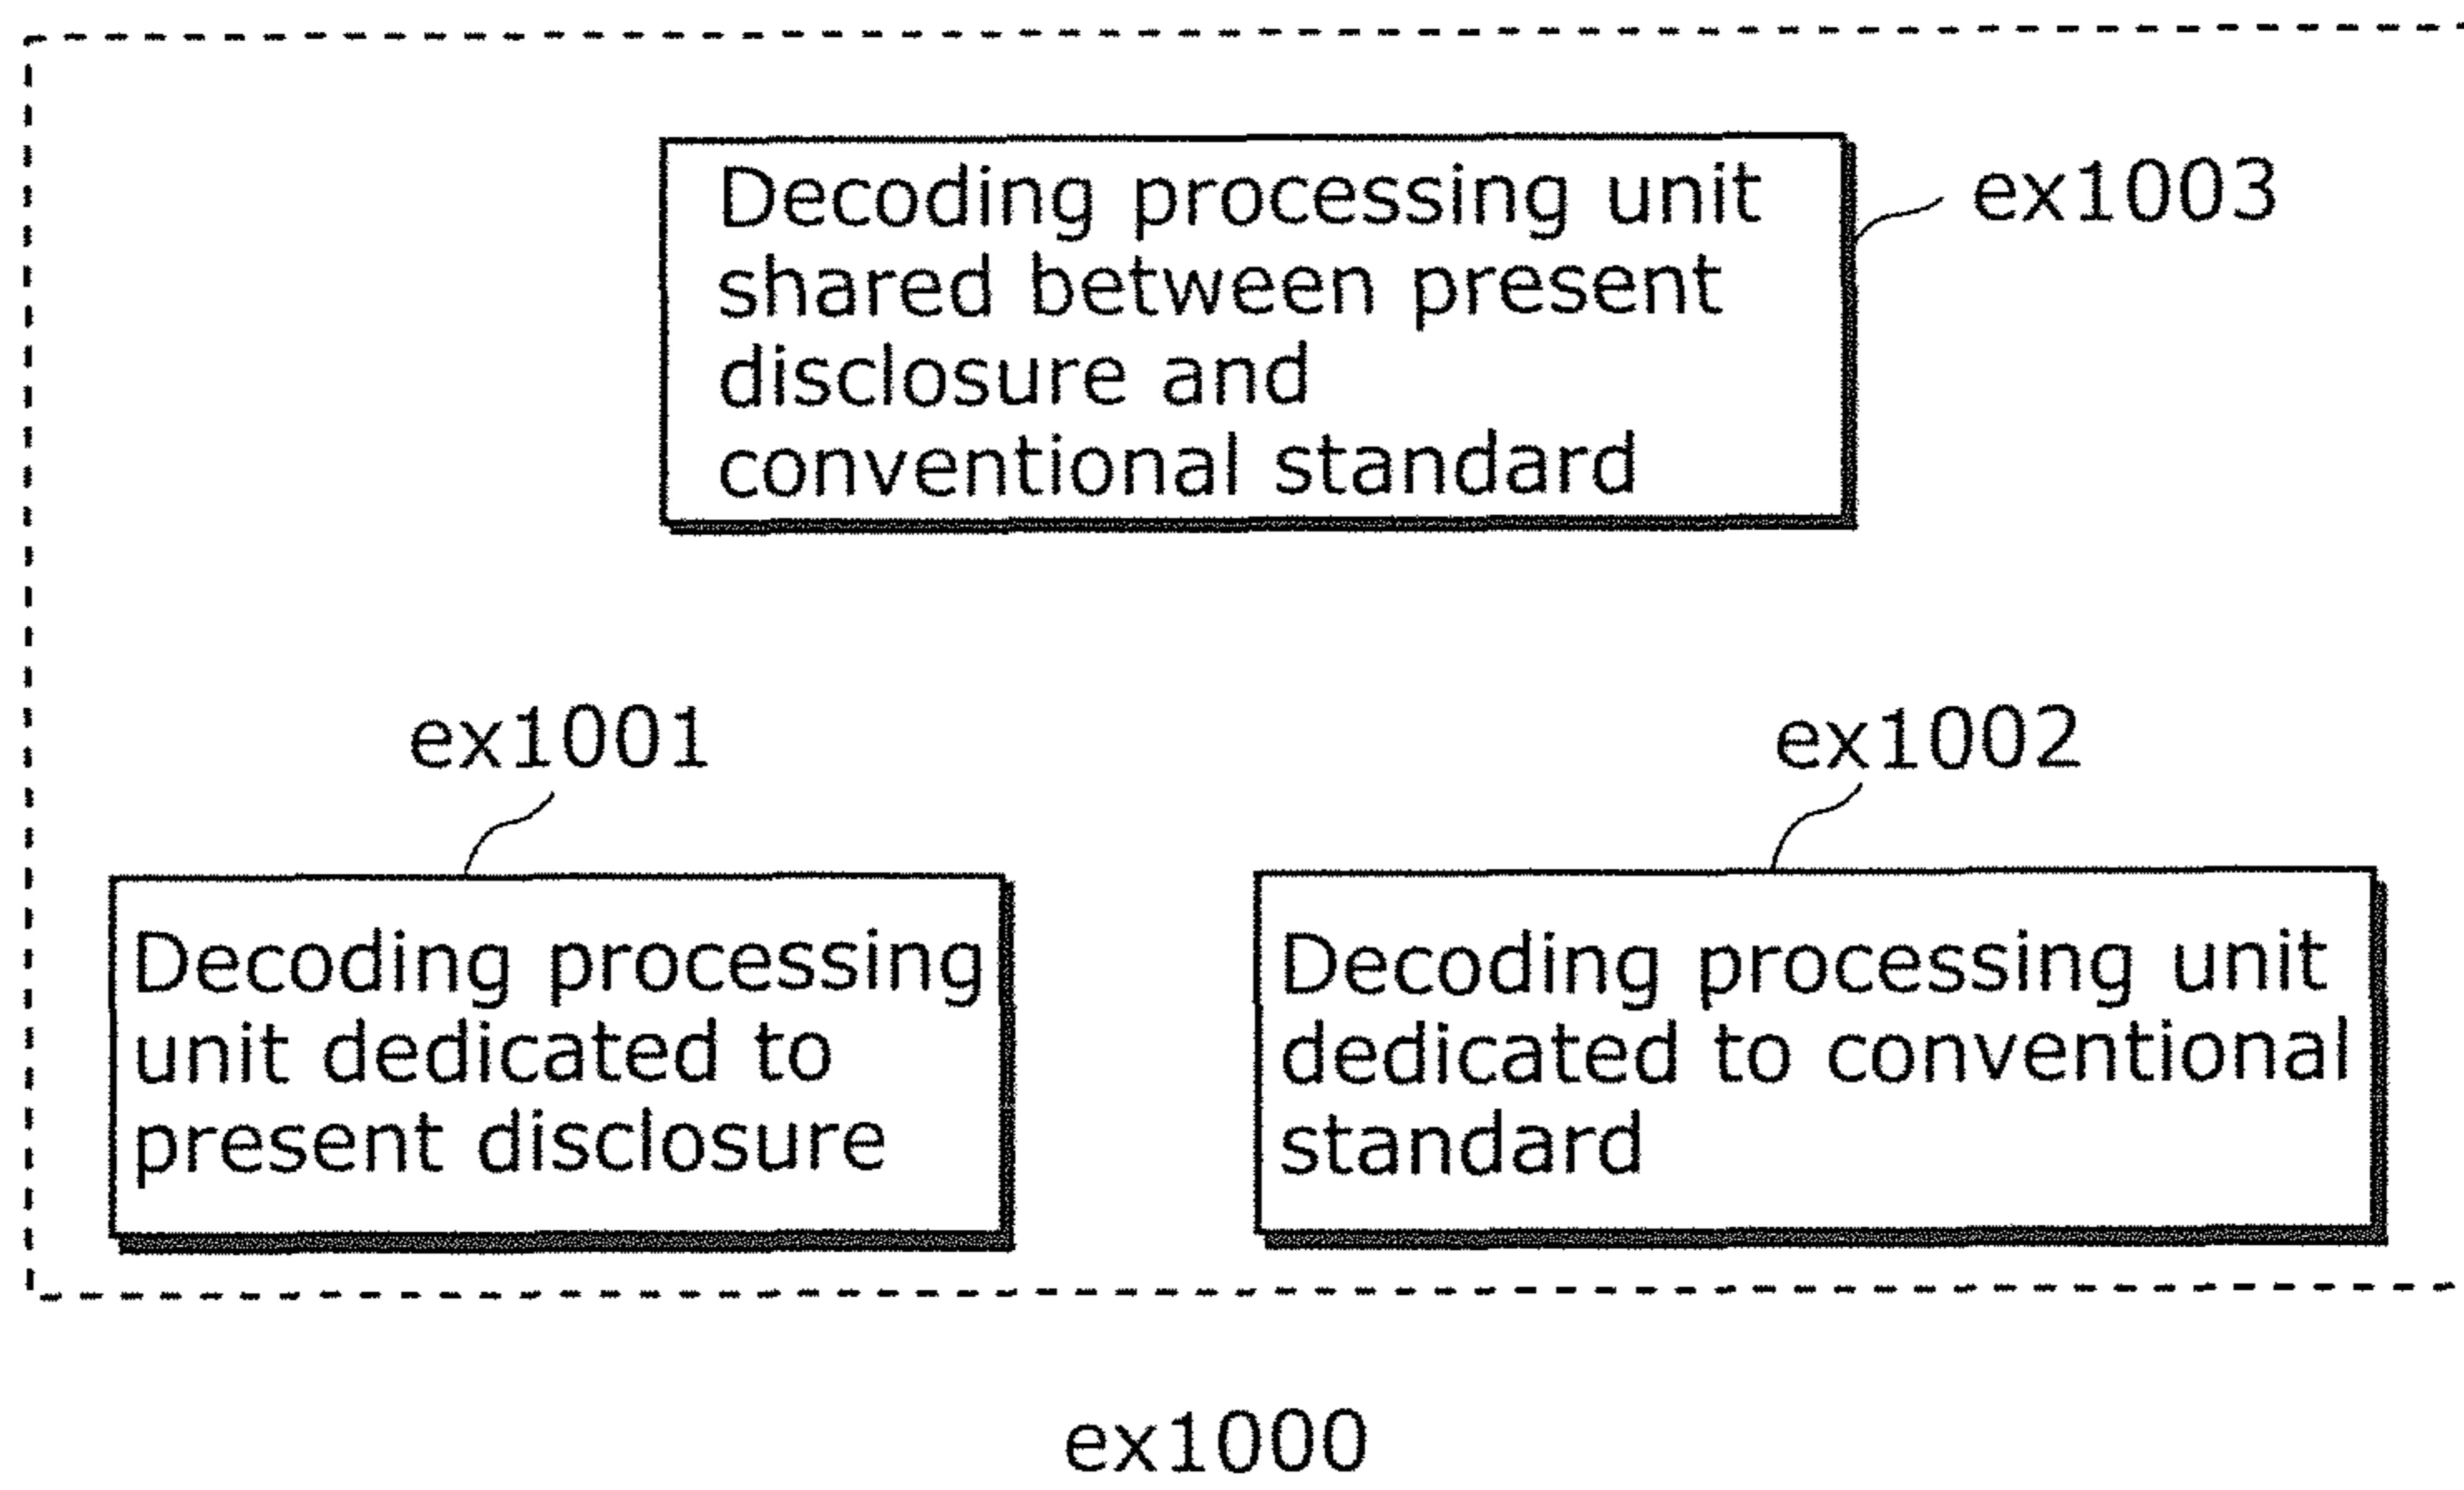 Decoding processing unit
shared between present
disclosure and
conventional standard
ex1003
ex1001
ex1002
Decoding processing
unit dedicated to
present disclosure
Decoding processing unit
dedicated to conventional
standard
ex1000